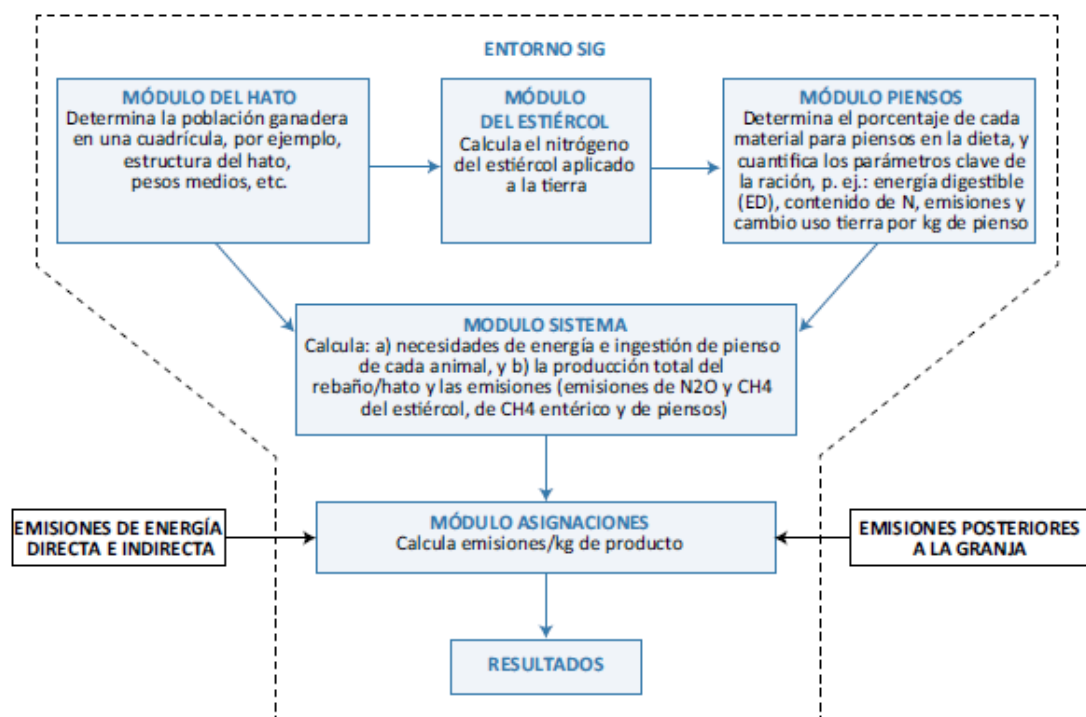 ENTORNO SIG
MÓDULO DEL HATO
Determina la población ganadera
en una cuadrícula, por ejemplo,
estructura del hato,
pesos medios, etc.
MÓDULO
DEL ESTIÉRCOL
Calcula el nitrógeno
del estiércol aplicado
a la tierra
MÓDULO PIENSOS
Determina el porcentaje de cada
material para piensos en la dieta, y
cuantifica los parámetros clave de
la ración, p. ej.: energía digestible
(ED), contenido de N, emisiones y
cambio uso tierra por kg de pienso
MODULO SISTEMA
Calcula: a) necesidades de energía e ingestión de pienso
de cada animal, y b) la producción total del
rebaño/hato y las emisiones (emisiones de N2O y CH4
del estiércol, de CH4 entérico y de piensos)
EMISIONES DE ENERGÍA
DIRECTA E INDIRECTA
MÓDULO ASIGNACIONES
Calcula emisiones/kg de producto
EMISIONES POSTERIORES
A LA GRANJA
RESULTADOS